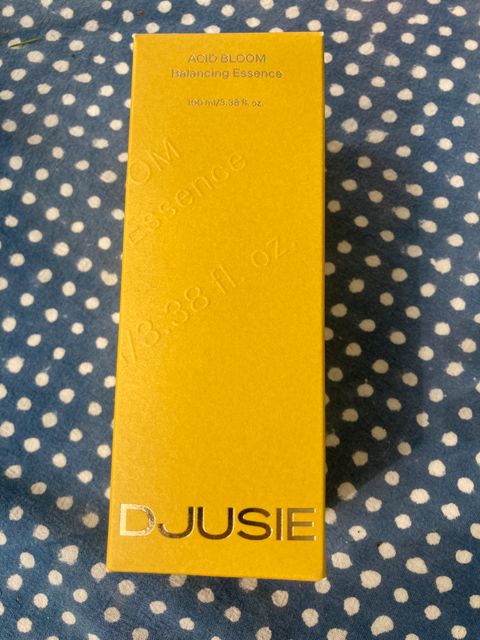 ACID BLOOM
Balancing Essence
100 ml/3.38 fl. oz.
OM
Essence
/3.38 fl. oz.
DJUSIE